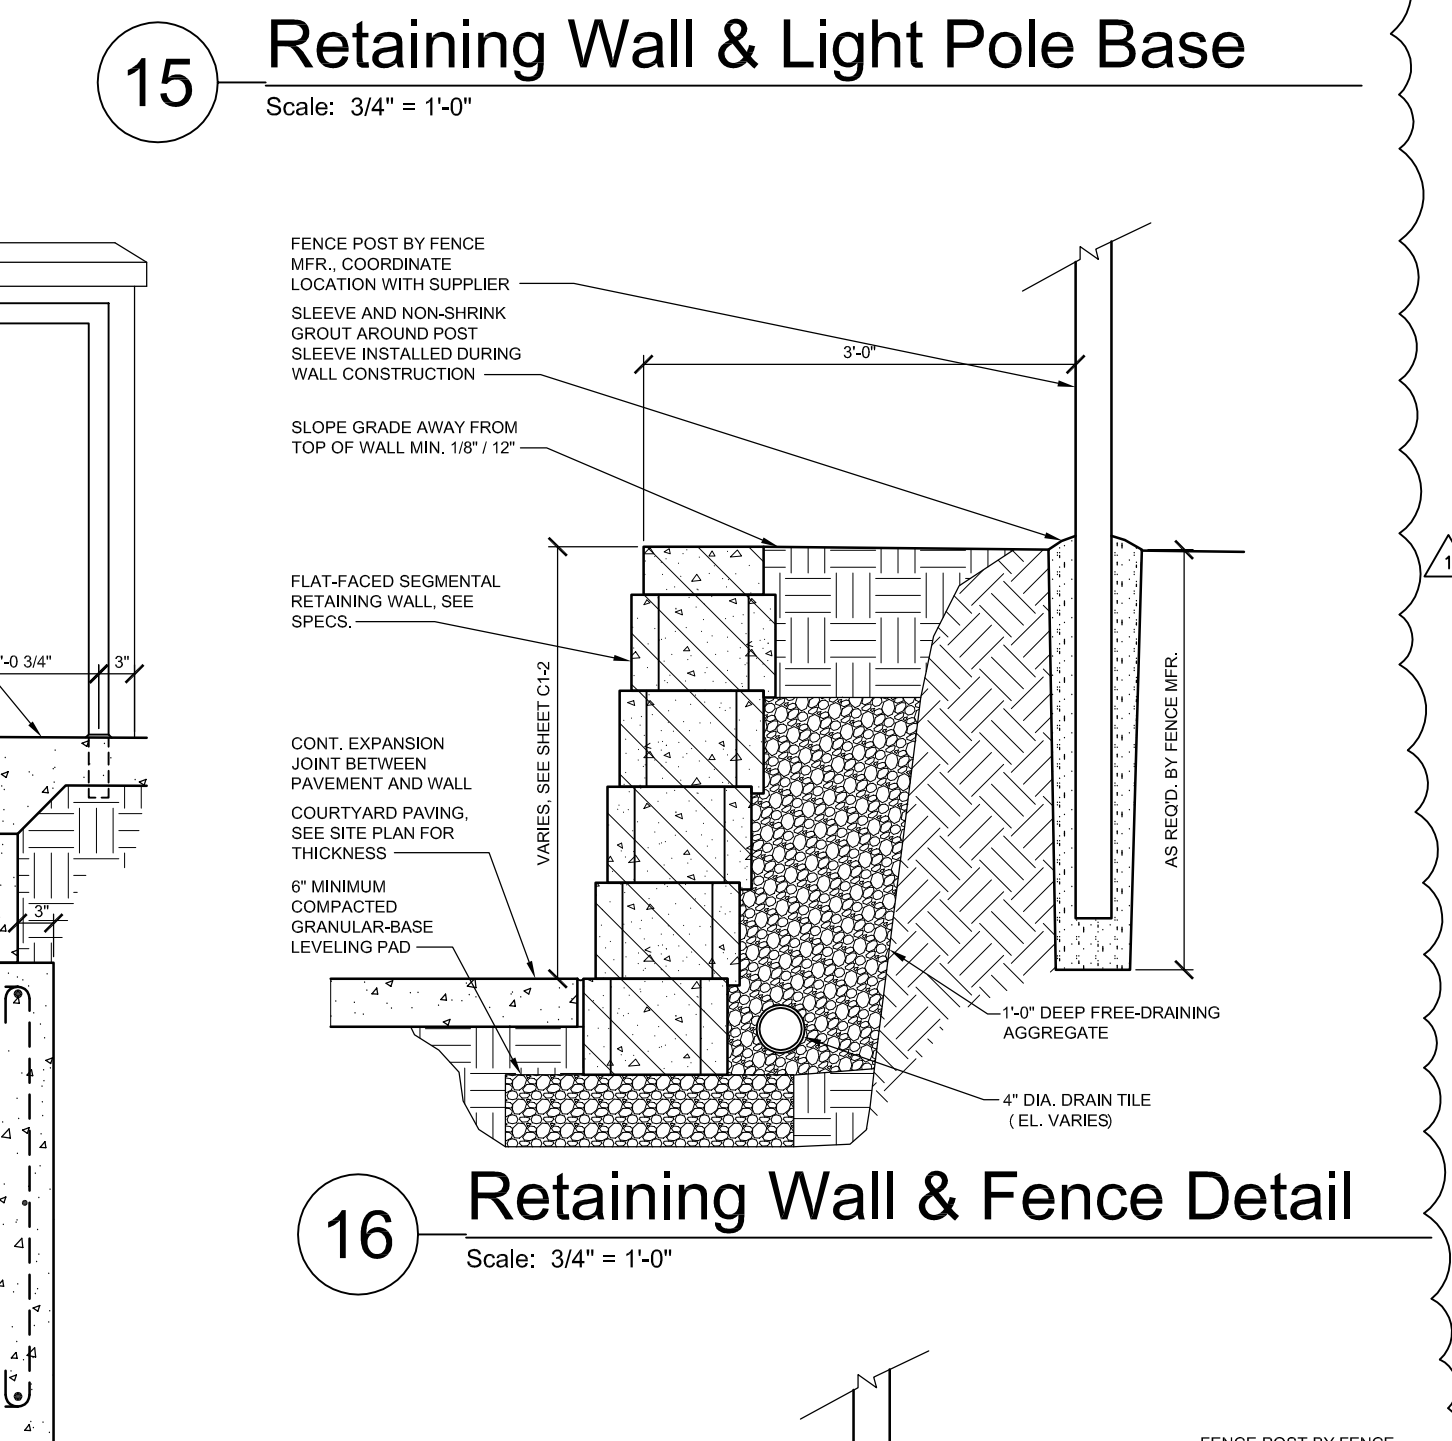 15
Retaining Wall & Light Pole Base
Scale: 3/4" = 1'-0"
FENCE POST BY FENCE
MFR., COORDINATE
LOCATION WITH SUPPLIER
SLEEVE AND NON-SHRINK
GROUT AROUND POST
SLEEVE INSTALLED DURING
WALL CONSTRUCTION
3'-0"
SLOPE GRADE AWAY FROM
TOP OF WALL MIN. 1/8" / 12"
FLAT-FACED SEGMENTAL
RETAINING WALL, SEE
SPECS.
VARIES, SEE SHEET C1-2
AS REQ'D. BY FENCE MFR.
1
'-0 3/4"
3"
CONT. EXPANSION
JOINT BETWEEN
PAVEMENT AND WALL
COURTYARD PAVING,
SEE SITE PLAN FOR
THICKNESS
6" MINIMUM
COMPACTED
GRANULAR-BASE
LEVELING PAD
3"
1'-0" DEEP FREE-DRAINING
AGGREGATE
4" DIA. DRAIN TILE
( EL. VARIES)
16
Retaining Wall & Fence Detail
Scale: 3/4" = 1'-0"
FENCE POST BY FENCE